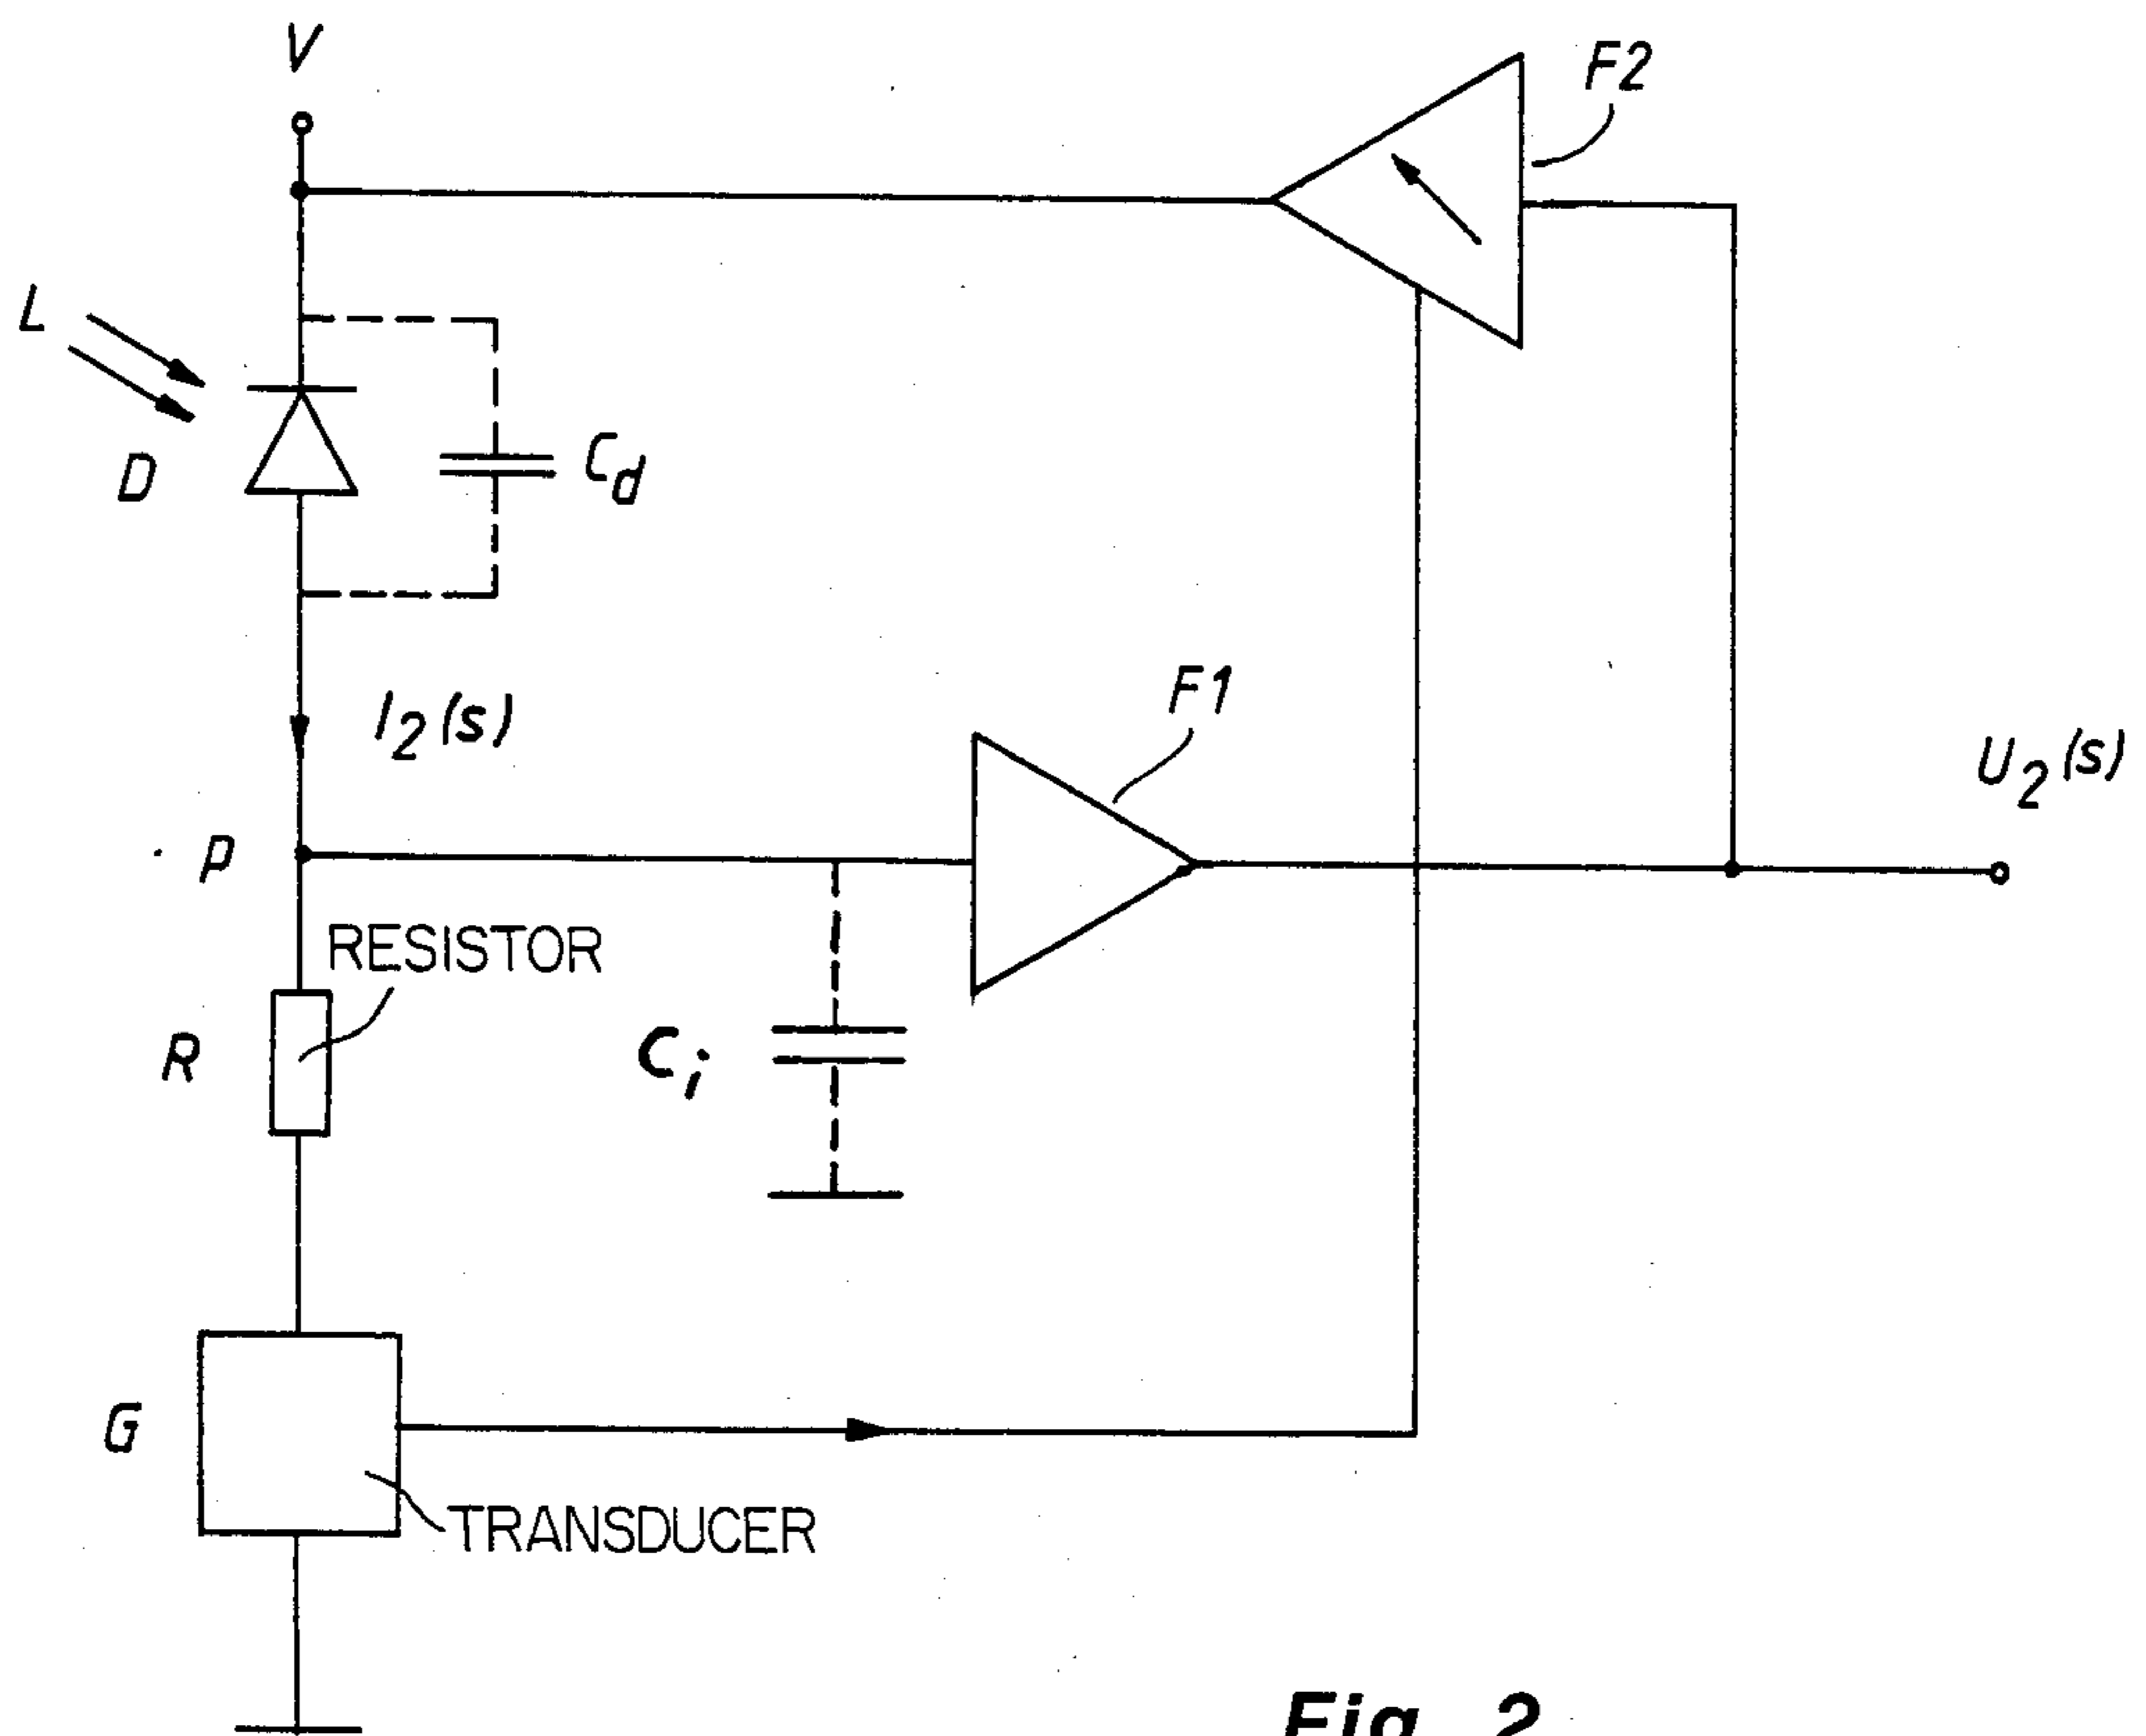 V
F2
L
D
Cd
I2(s)
F1
U2(s)
P
RESISTOR
R
Ci
G
TRANSDUCER
Fig. 2